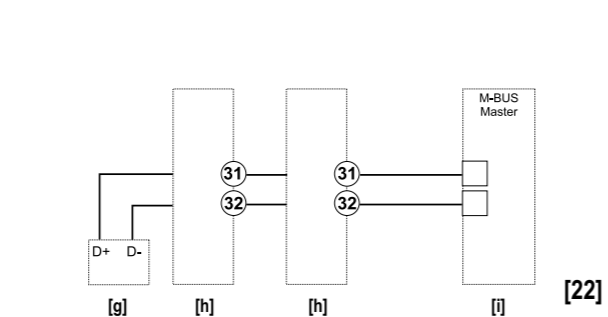 M-BUS
Master
31 31
32 32
D+ D-
[g] [h] [h] [i]
[22]